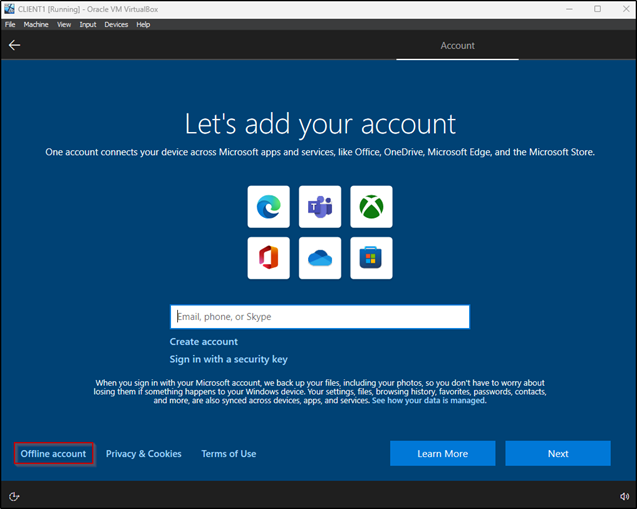 CLIENT1 [Running] - Oracle VM VirtualBox
File Machine View Input Devices Help
Account
Let's add your account
One account connects your device across Microsoft apps and services, like Office, OneDrive, Microsoft Edge, and the Microsoft Store.
Email, phone, or Skype
Create account
Sign in with a security key
When you sign in with your Microsoft account, we back up your files, including your photos, so you don't have to worry about
losing them if something happens to your Windows device. Your settings, files, browsing history, favorites, passwords, contacts,
and more, are also synced across devices, apps, and services. See how your data is managed.
Offline account Privacy & Cookies Terms of Use Learn More Next